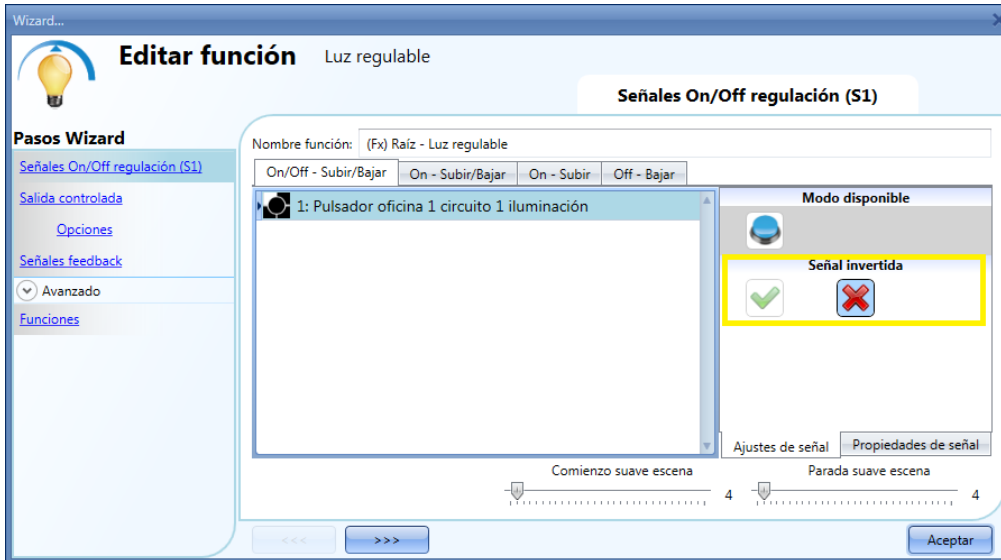 Wizard...
Editar función Luz regulable
Señales On/Off regulación (S1)
Pasos Wizard
Señales On/Off regulación (S1)
Salida controlada
Opciones
Señales feedback
Avanzado
Funciones
Nombre función: (Fx) Raíz - Luz regulable
On/Off - Subir/Bajar On - Subir/Bajar On - Subir Off - Bajar
1: Pulsador oficina 1 circuito 1 iluminación
Modo disponible
Señal invertida
Ajustes de señal Propiedades de señal
Comienzo suave escena Parada suave escena
4 4
<<< >>> Aceptar